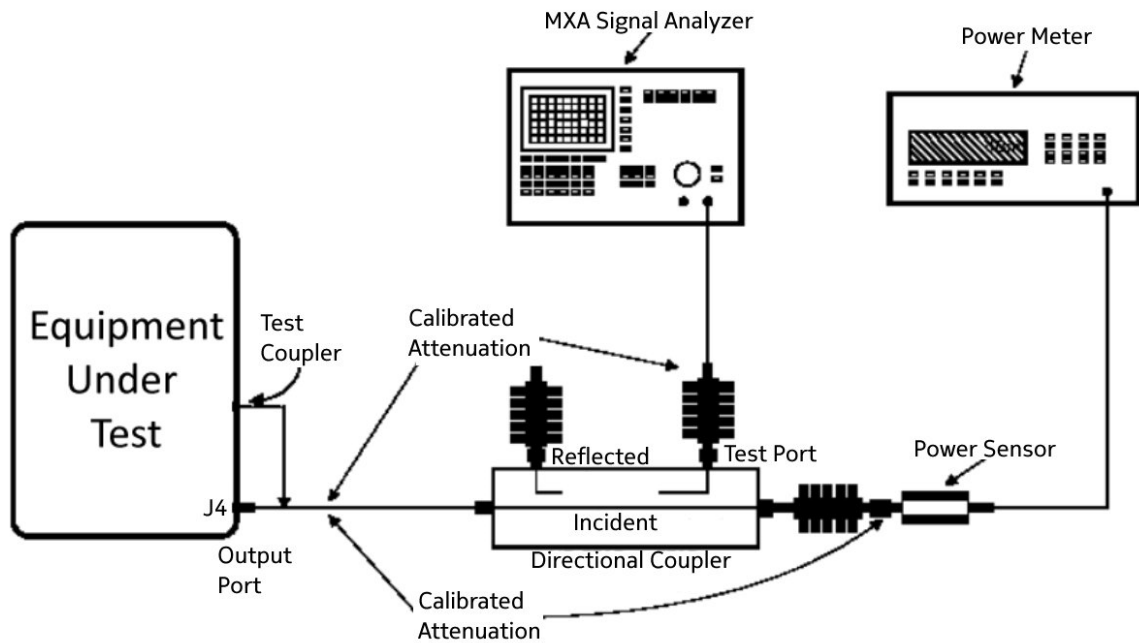 MXA Signal Analyzer
Power Meter
Equipment
Under
Test
Test
Coupler
Calibrated
Attenuation
Reflected
Test Port
Power Sensor
J4
Incident
Output
Port
Directional Coupler
Calibrated
Attenuation